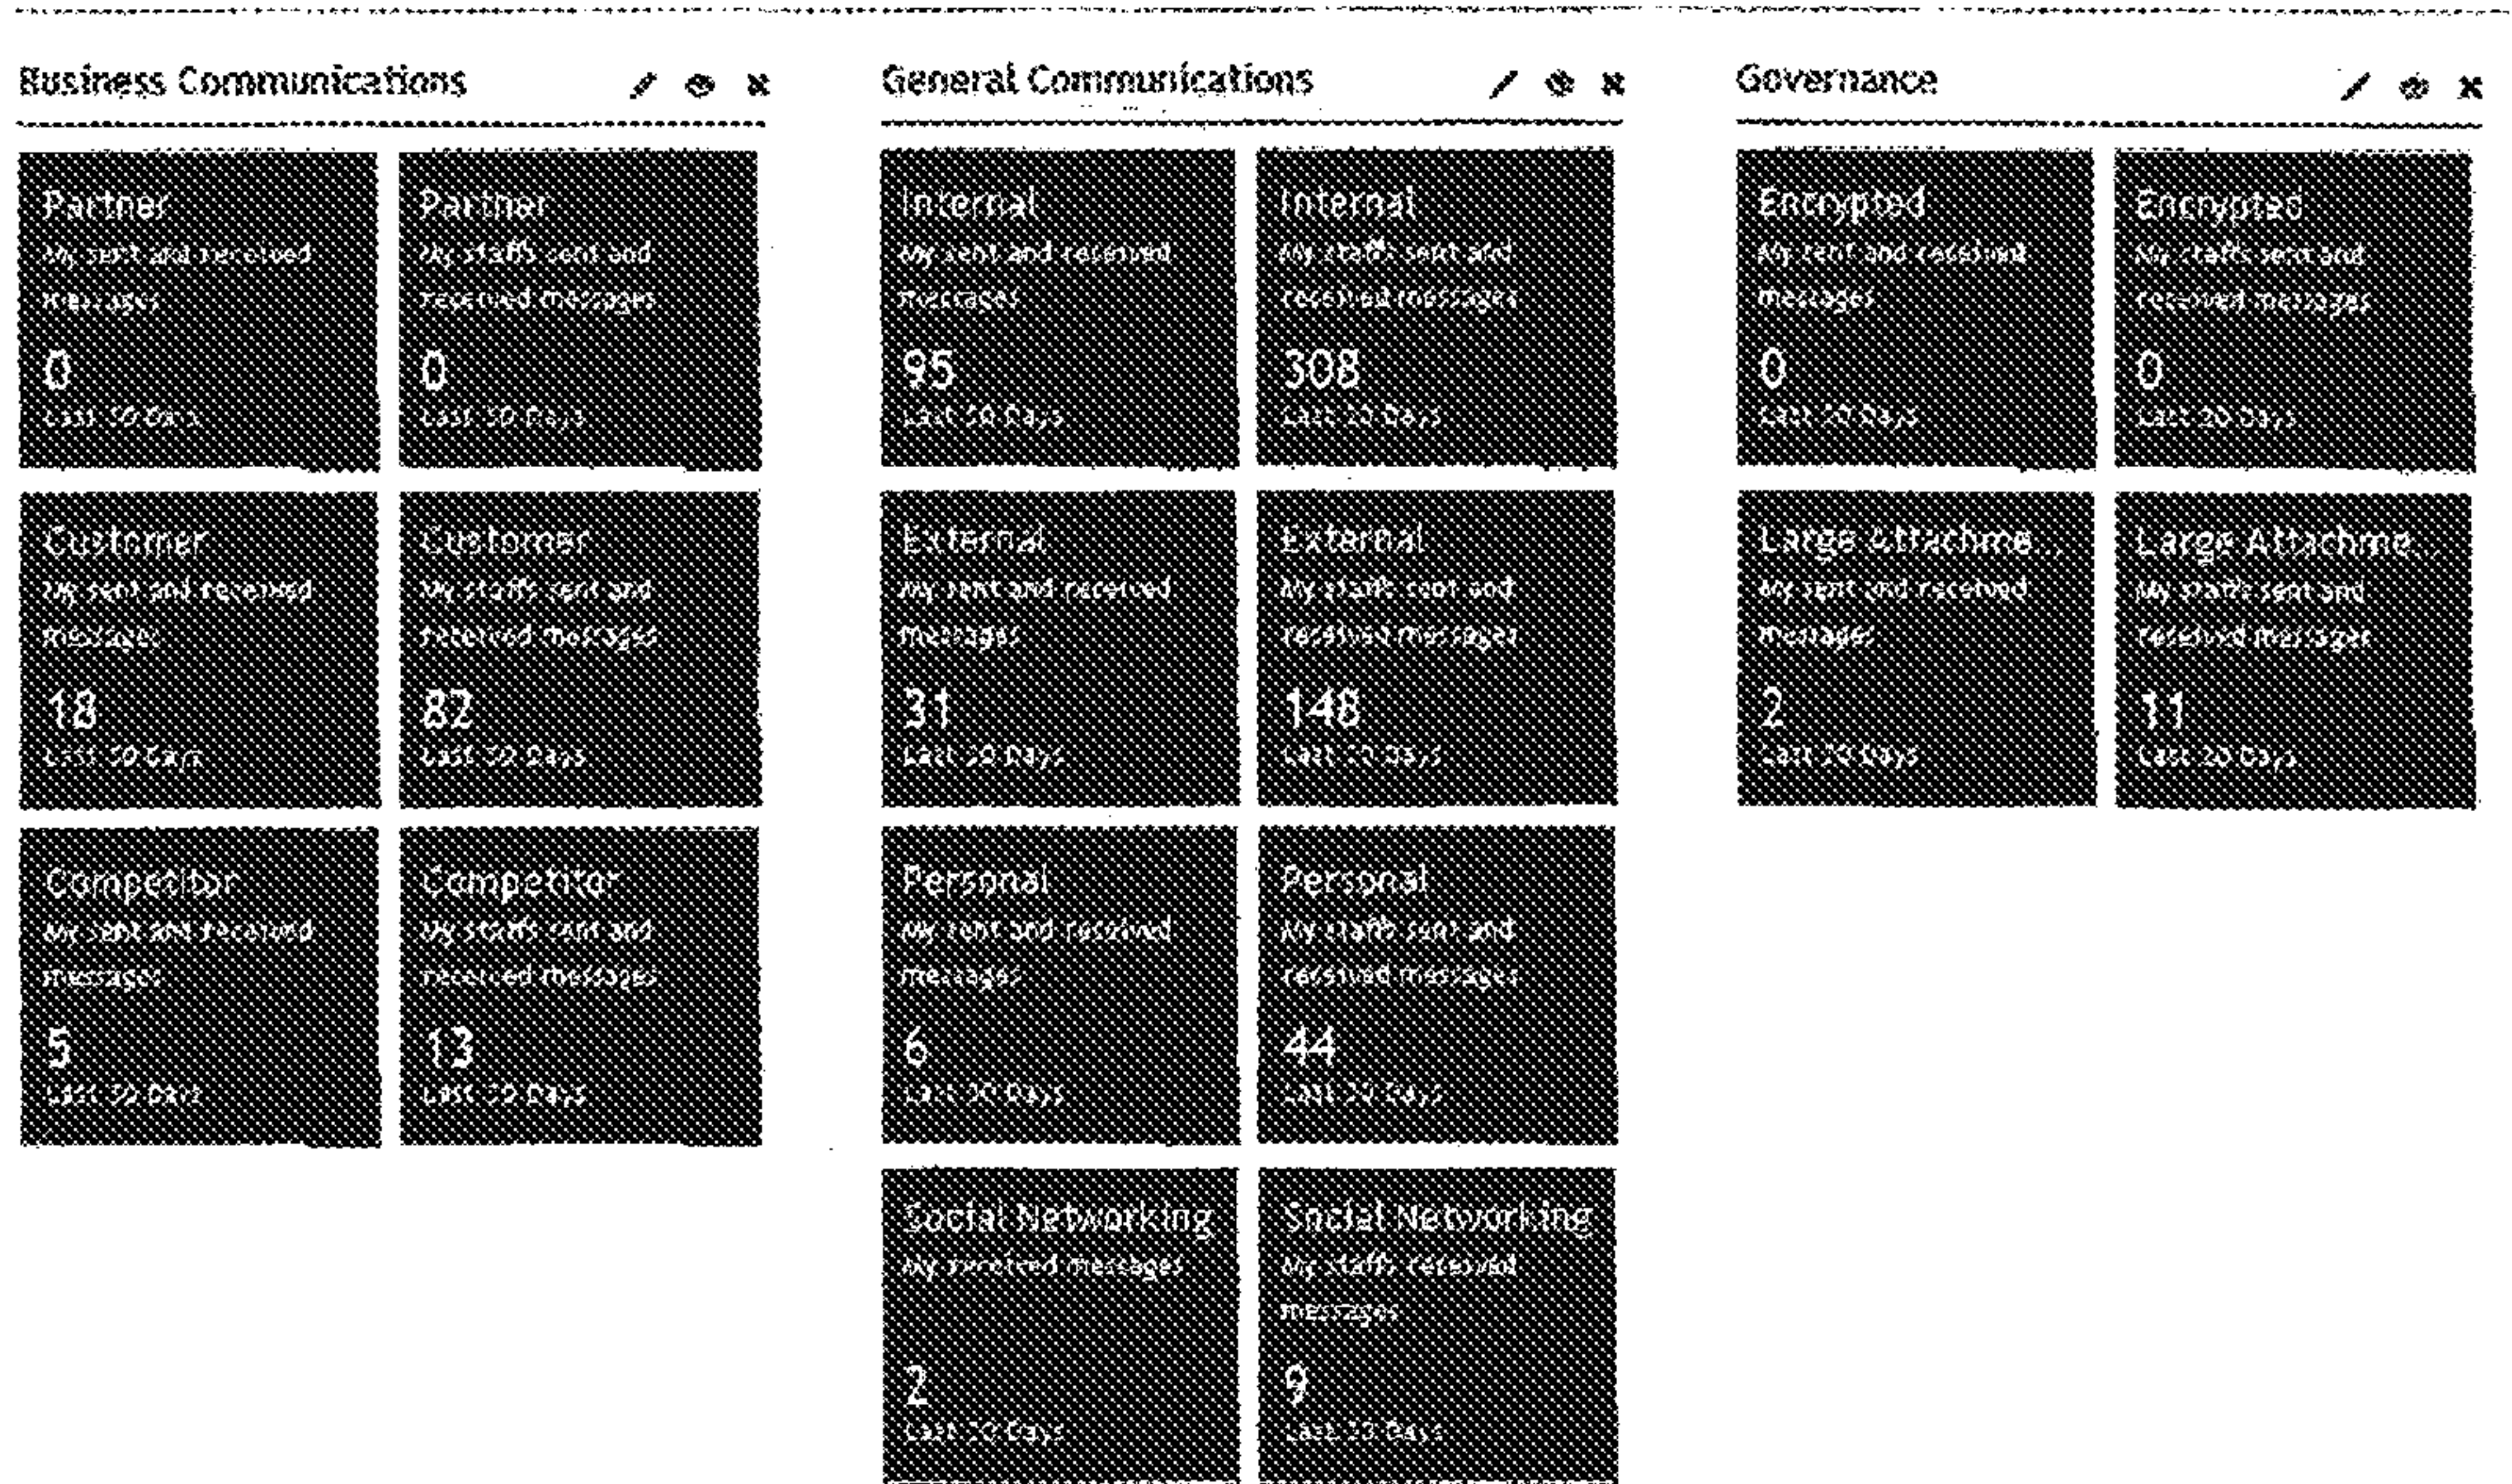 Business Communications
Partner
My sent and received
messages
0
Last 30 Days
Partner
My staff's sent and
received messages
0
Last 30 Days
Customer
My sent and received
messages
18
Last 30 Days
Customer
My staff's sent and
received messages
82
Last 30 Days
Competitor
My sent and received
messages
5
Last 30 Days
Competitor
My staff's sent and
received messages
13
Last 30 Days
General Communications
Internal
My sent and received
messages
95
Last 30 Days
Internal
My staff's sent and
received messages
308
Last 30 Days
External
My sent and received
messages
31
Last 30 Days
External
My staff's sent and
received messages
148
Last 30 Days
Personal
My sent and received
messages
6
Last 30 Days
Personal
My staff's sent and
received messages
44
Last 30 Days
Social Networking
My received messages
2
Last 30 Days
Social Networking
My staff's received
messages
9
Last 30 Days
Governance
Encrypted
My sent and received
messages
0
Last 30 Days
Encrypted
My staff's sent and
received messages
0
Last 30 Days
Large Attachme...
My sent and received
messages
2
Last 30 Days
Large Attachme...
My staff's sent and
received messages
11
Last 30 Days